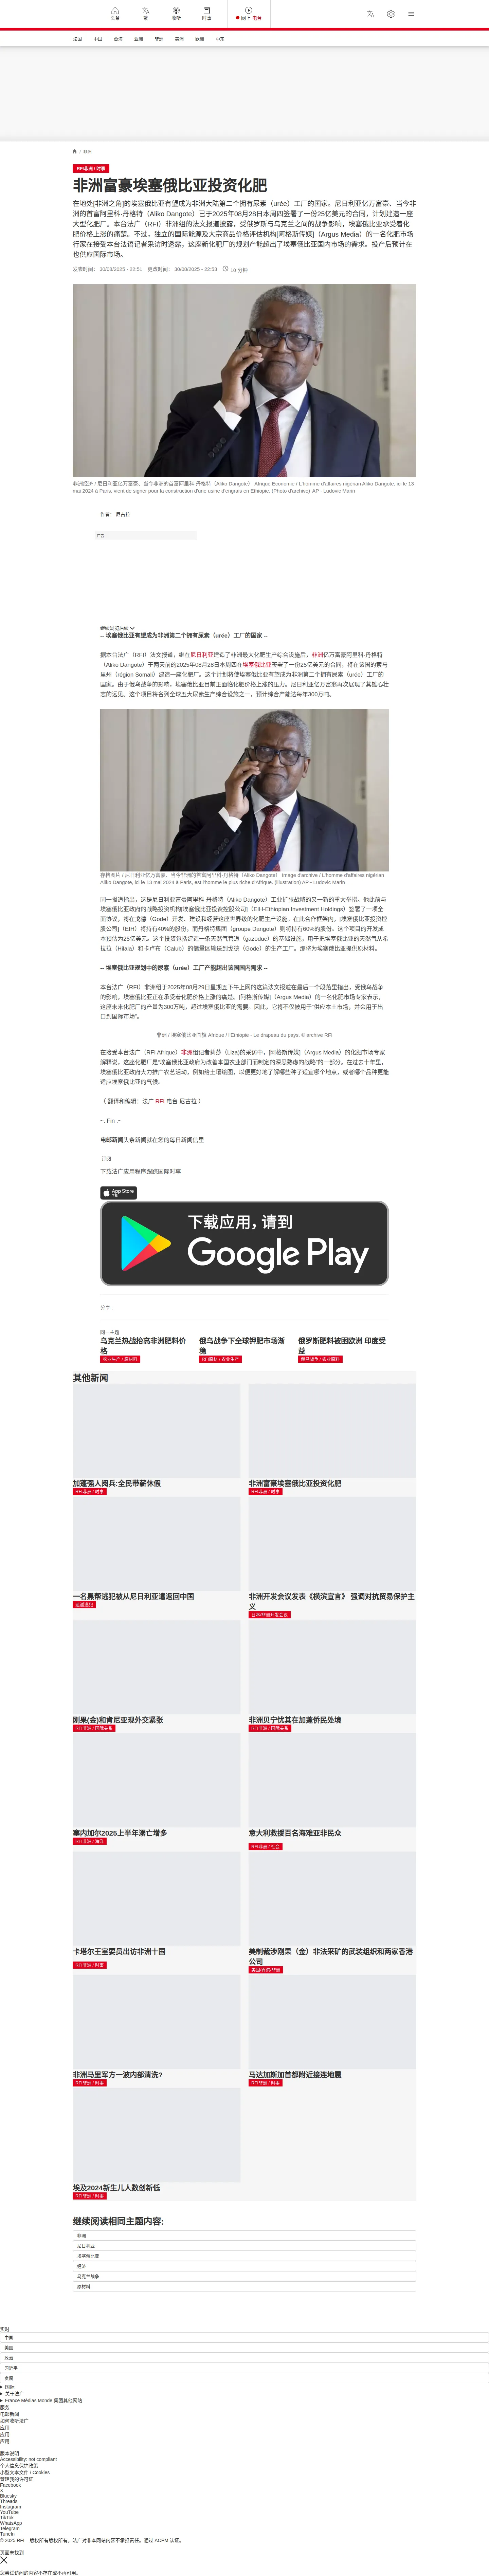 头条
繁
收听
时事
网上 电台
法国
中国
台海
亚洲
非洲
美洲
欧洲
中东
/ 非洲
RFI非洲 / 时事
非洲富豪埃塞俄比亚投资化肥
在地处[非洲之角]的埃塞俄比亚有望成为非洲大陆第二个拥有尿素（urée）工厂的国家。尼日利亚亿万富豪、当今非洲的首富阿里科·丹格特（Aliko Dangote）已于2025年08月28日本周四签署了一份25亿美元的合同，计划建造一座大型化肥厂。本台法广（RFI）非洲组的法文报道披露，受俄罗斯与乌克兰之间的战争影响，埃塞俄比亚承受着化肥价格上涨的痛楚。不过，独立的国际能源及大宗商品价格评估机构[阿格斯传媒]（Argus Media）的一名化肥市场行家在接受本台法语记者采访时透露，这座新化肥厂的规划产能超出了埃塞俄比亚国内市场的需求。投产后预计在也供应国际市场。
发表时间： 30/08/2025 - 22:51 更改时间： 30/08/2025 - 22:53 10 分钟
非洲经济 / 尼日利亚亿万富豪、当今非洲的首富阿里科·丹格特（Aliko Dangote） Afrique Economie / L'homme d'affaires nigérian Aliko Dangote, ici le 13 mai 2024 à Paris, vient de signer pour la construction d'une usine d'engrais en Ethiopie. (Photo d'archive) AP - Ludovic Marin
作者： 尼古拉
广告
继续浏览后续
-- 埃塞俄比亚有望成为非洲第二个拥有尿素（urée）工厂的国家 --
据本台法广（RFI）法文报道，继在尼日利亚建造了非洲最大化肥生产综合设施后，非洲亿万富豪阿里科·丹格特（Aliko Dangote）于两天前的2025年08月28日本周四在埃塞俄比亚签署了一份25亿美元的合同，将在该国的索马里州（région Somali）建造一座化肥厂。这个计划将使埃塞俄比亚有望成为非洲第二个拥有尿素（urée）工厂的国家。由于俄乌战争的影响，埃塞俄比亚目前正面临化肥价格上涨的压力。尼日利亚亿万富翁再次展现了其雄心壮志的远见。这个项目将名列全球五大尿素生产综合设施之一，预计综合产能达每年300万吨。
存档图片 / 尼日利亚亿万富豪、当今非洲的首富阿里科·丹格特（Aliko Dangote） Image d'archive / L'homme d'affaires nigérian Aliko Dangote, ici le 13 mai 2024 à Paris, est l'homme le plus riche d'Afrique. (Illustration) AP - Ludovic Marin
同一报道指出，这是尼日利亚富豪阿里科·丹格特（Aliko Dangote）工业扩张战略的又一新的重大举措。他此前与埃塞俄比亚政府的战略投资机构[埃塞俄比亚投资控股公司]（EIH-Ethiopian Investment Holdings）签署了一项全面协议，将在戈德（Gode）开发、建设和经营这座世界级的化肥生产设施。在此合作框架内，[埃塞俄比亚投资控股公司]（EIH）将持有40%的股份，而丹格特集团（groupe Dangote）则将持有60%的股份。这个项目的开发成本预估为25亿美元。这个投资包括建造一条天然气管道（gazoduc）的基础设施，用于把埃塞俄比亚的天然气从希拉拉（Hilala）和卡卢布（Calub）的储量区输送到戈德（Gode）的生产工厂，那将为埃塞俄比亚提供原材料。
-- 埃塞俄比亚规划中的尿素（urée）工厂产能超出该国国内需求 --
本台法广（RFI）非洲组于2025年08月29日星期五下午上网的这篇法文报道在最后一个段落里指出，受俄乌战争的影响，埃塞俄比亚正在承受着化肥价格上涨的痛楚。[阿格斯传媒]（Argus Media）的一名化肥市场专家表示，这座未来化肥厂的产量为300万吨，超过埃塞俄比亚的需要。因此，它将不仅被用于“供应本国市场，并会用于出口到国际市场”。
非洲 / 埃塞俄比亚国旗 Afrique / l'Ethiopie - Le drapeau du pays. © archive RFI
在接受本台法广（RFI Afrique）非洲组记者莉莎（Liza)的采访中，[阿格斯传媒]（Argus Media）的化肥市场专家解释说，这座化肥厂是“埃塞俄比亚政府为改善本国农业部门而制定的深思熟虑的战略”的一部分。在过去十年里，埃塞俄比亚政府大力推广农艺活动，例如给土壤绘图，以便更好地了解哪些种子适宜哪个地点，或者哪个品种更能适应埃塞俄比亚的气候。
（ 翻译和编辑：法广 RFI 电台 尼古拉 ）
~. Fin .~
电邮新闻头条新闻就在您的每日新闻信里
订阅
下载法广应用程序跟踪国际时事
App Store
下载应用，请到
Google Play
分享 :
同一主题
乌克兰热战抬高非洲肥料价格
农业生产 / 原材料
俄乌战争下全球钾肥市场渐稳
RFI原材 / 农业生产
俄罗斯肥料被困欧洲 印度受益
俄乌战争 / 农业原料
其他新闻
加蓬强人阅兵:全民带薪休假
RFI非洲 / 时事
非洲富豪埃塞俄比亚投资化肥
RFI非洲 / 时事
一名黑帮逃犯被从尼日利亚遣返回中国
追逃追犯
非洲开发会议发表《横滨宣言》 强调对抗贸易保护主义
日本/非洲开发会议
刚果(金)和肯尼亚现外交紧张
RFI非洲 / 国际关系
非洲贝宁忧其在加蓬侨民处境
RFI非洲 / 国际关系
塞内加尔2025上半年溺亡增多
RFI非洲 / 海洋
意大利救援百名海难亚非民众
RFI非洲 / 社会
卡塔尔王室要员出访非洲十国
RFI非洲 / 时事
美制裁涉刚果（金）非法采矿的武装组织和两家香港公司
美国/香港/非洲
非洲马里军方一波内部清洗?
RFI非洲 / 时事
马达加斯加首都附近接连地震
RFI非洲 / 时事
埃及2024新生儿人数创新低
RFI非洲 / 时事
继续阅读相同主题内容:
非洲
尼日利亚
埃塞俄比亚
经济
乌克兰战争
原材料
实时
中国
美国
政治
习近平
贪腐
国际
关于法广
France Médias Monde 集团其他网站
服务
电邮新闻
如何收听法广
应用
应用
应用
版本说明
Accessibility: not compliant
个人信息保护政策
小型文本文件 / Cookies
管理我的许可证
Facebook
X
Bluesky
Threads
Instagram
YouTube
TikTok
WhatsApp
Telegram
TuneIn
© 2025 RFI – 版权所有版权所有。法广对非本网站内容不承担责任。通过 ACPM 认证。
页面未找到
您尝试访问的内容不存在或不再可用。